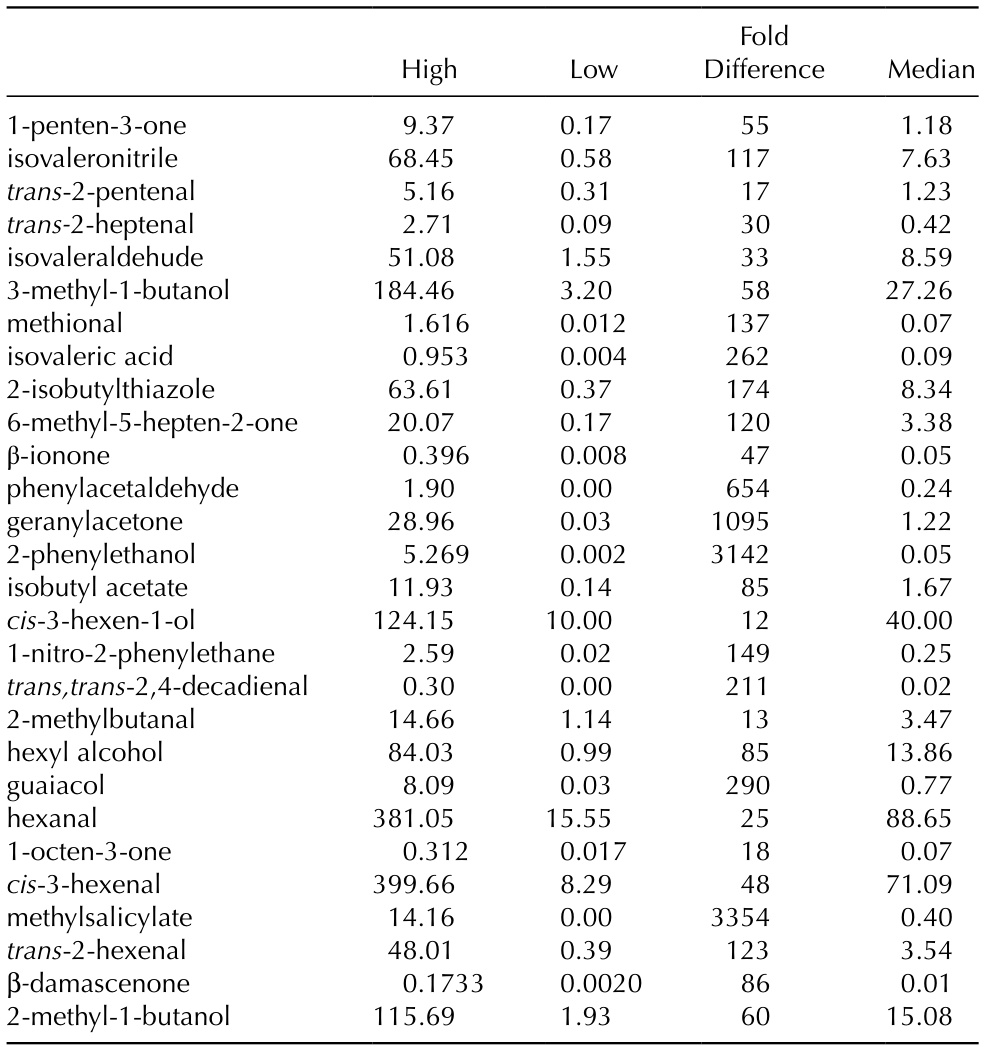 Fold
High Low Difference Median
1-penten-3-one 9.37 0.17 55 1.18
isovaleronitrile 68.45 0.58 117 7.63
trans-2-pentenal 5.16 0.31 17 1.23
trans-2-heptenal 2.71 0.09 30 0.42
isovaleraldehude 51.08 1.55 33 8.59
3-methyl-1-butanol 184.46 3.20 58 27.26
methional 1.616 0.012 137 0.07
isovaleric acid 0.953 0.004 262 0.09
2-isobutylthiazole 63.61 0.37 174 8.34
6-methyl-5-hepten-2-one 20.07 0.17 120 3.38
β-ionone 0.396 0.008 47 0.05
phenylacetaldehyde 1.90 0.00 654 0.24
geranylacetone 28.96 0.03 1095 1.22
2-phenylethanol 5.269 0.002 3142 0.05
isobutyl acetate 11.93 0.14 85 1.67
cis-3-hexen-1-ol 124.15 10.00 12 40.00
1-nitro-2-phenylethane 2.59 0.02 149 0.25
trans,trans-2,4-decadienal 0.30 0.00 211 0.02
2-methylbutanal 14.66 1.14 13 3.47
hexyl alcohol 84.03 0.99 85 13.86
guaiacol 8.09 0.03 290 0.77
hexanal 381.05 15.55 25 88.65
1-octen-3-one 0.312 0.017 18 0.07
cis-3-hexenal 399.66 8.29 48 71.09
methylsalicylate 14.16 0.00 3354 0.40
trans-2-hexenal 48.01 0.39 123 3.54
β-damascenone 0.1733 0.0020 86 0.01
2-methyl-1-butanol 115.69 1.93 60 15.08